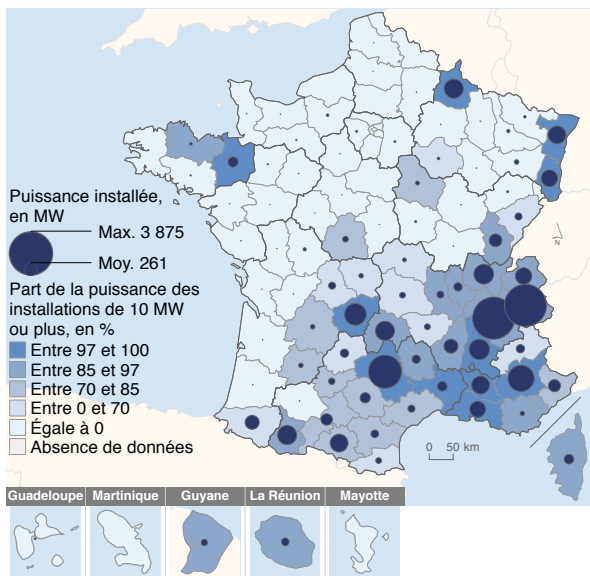 Puissance installée,
en MW
Max. 3 875
Moy. 261
Part de la puissance des
installations de 10 MW
ou plus, en %
Entre 97 et 100
Entre 85 et 97
Entre 70 et 85
Entre 0 et 70
Égale à 0
Absence de données
N
0 50 km
Guadeloupe Martinique Guyane La Réunion Mayotte